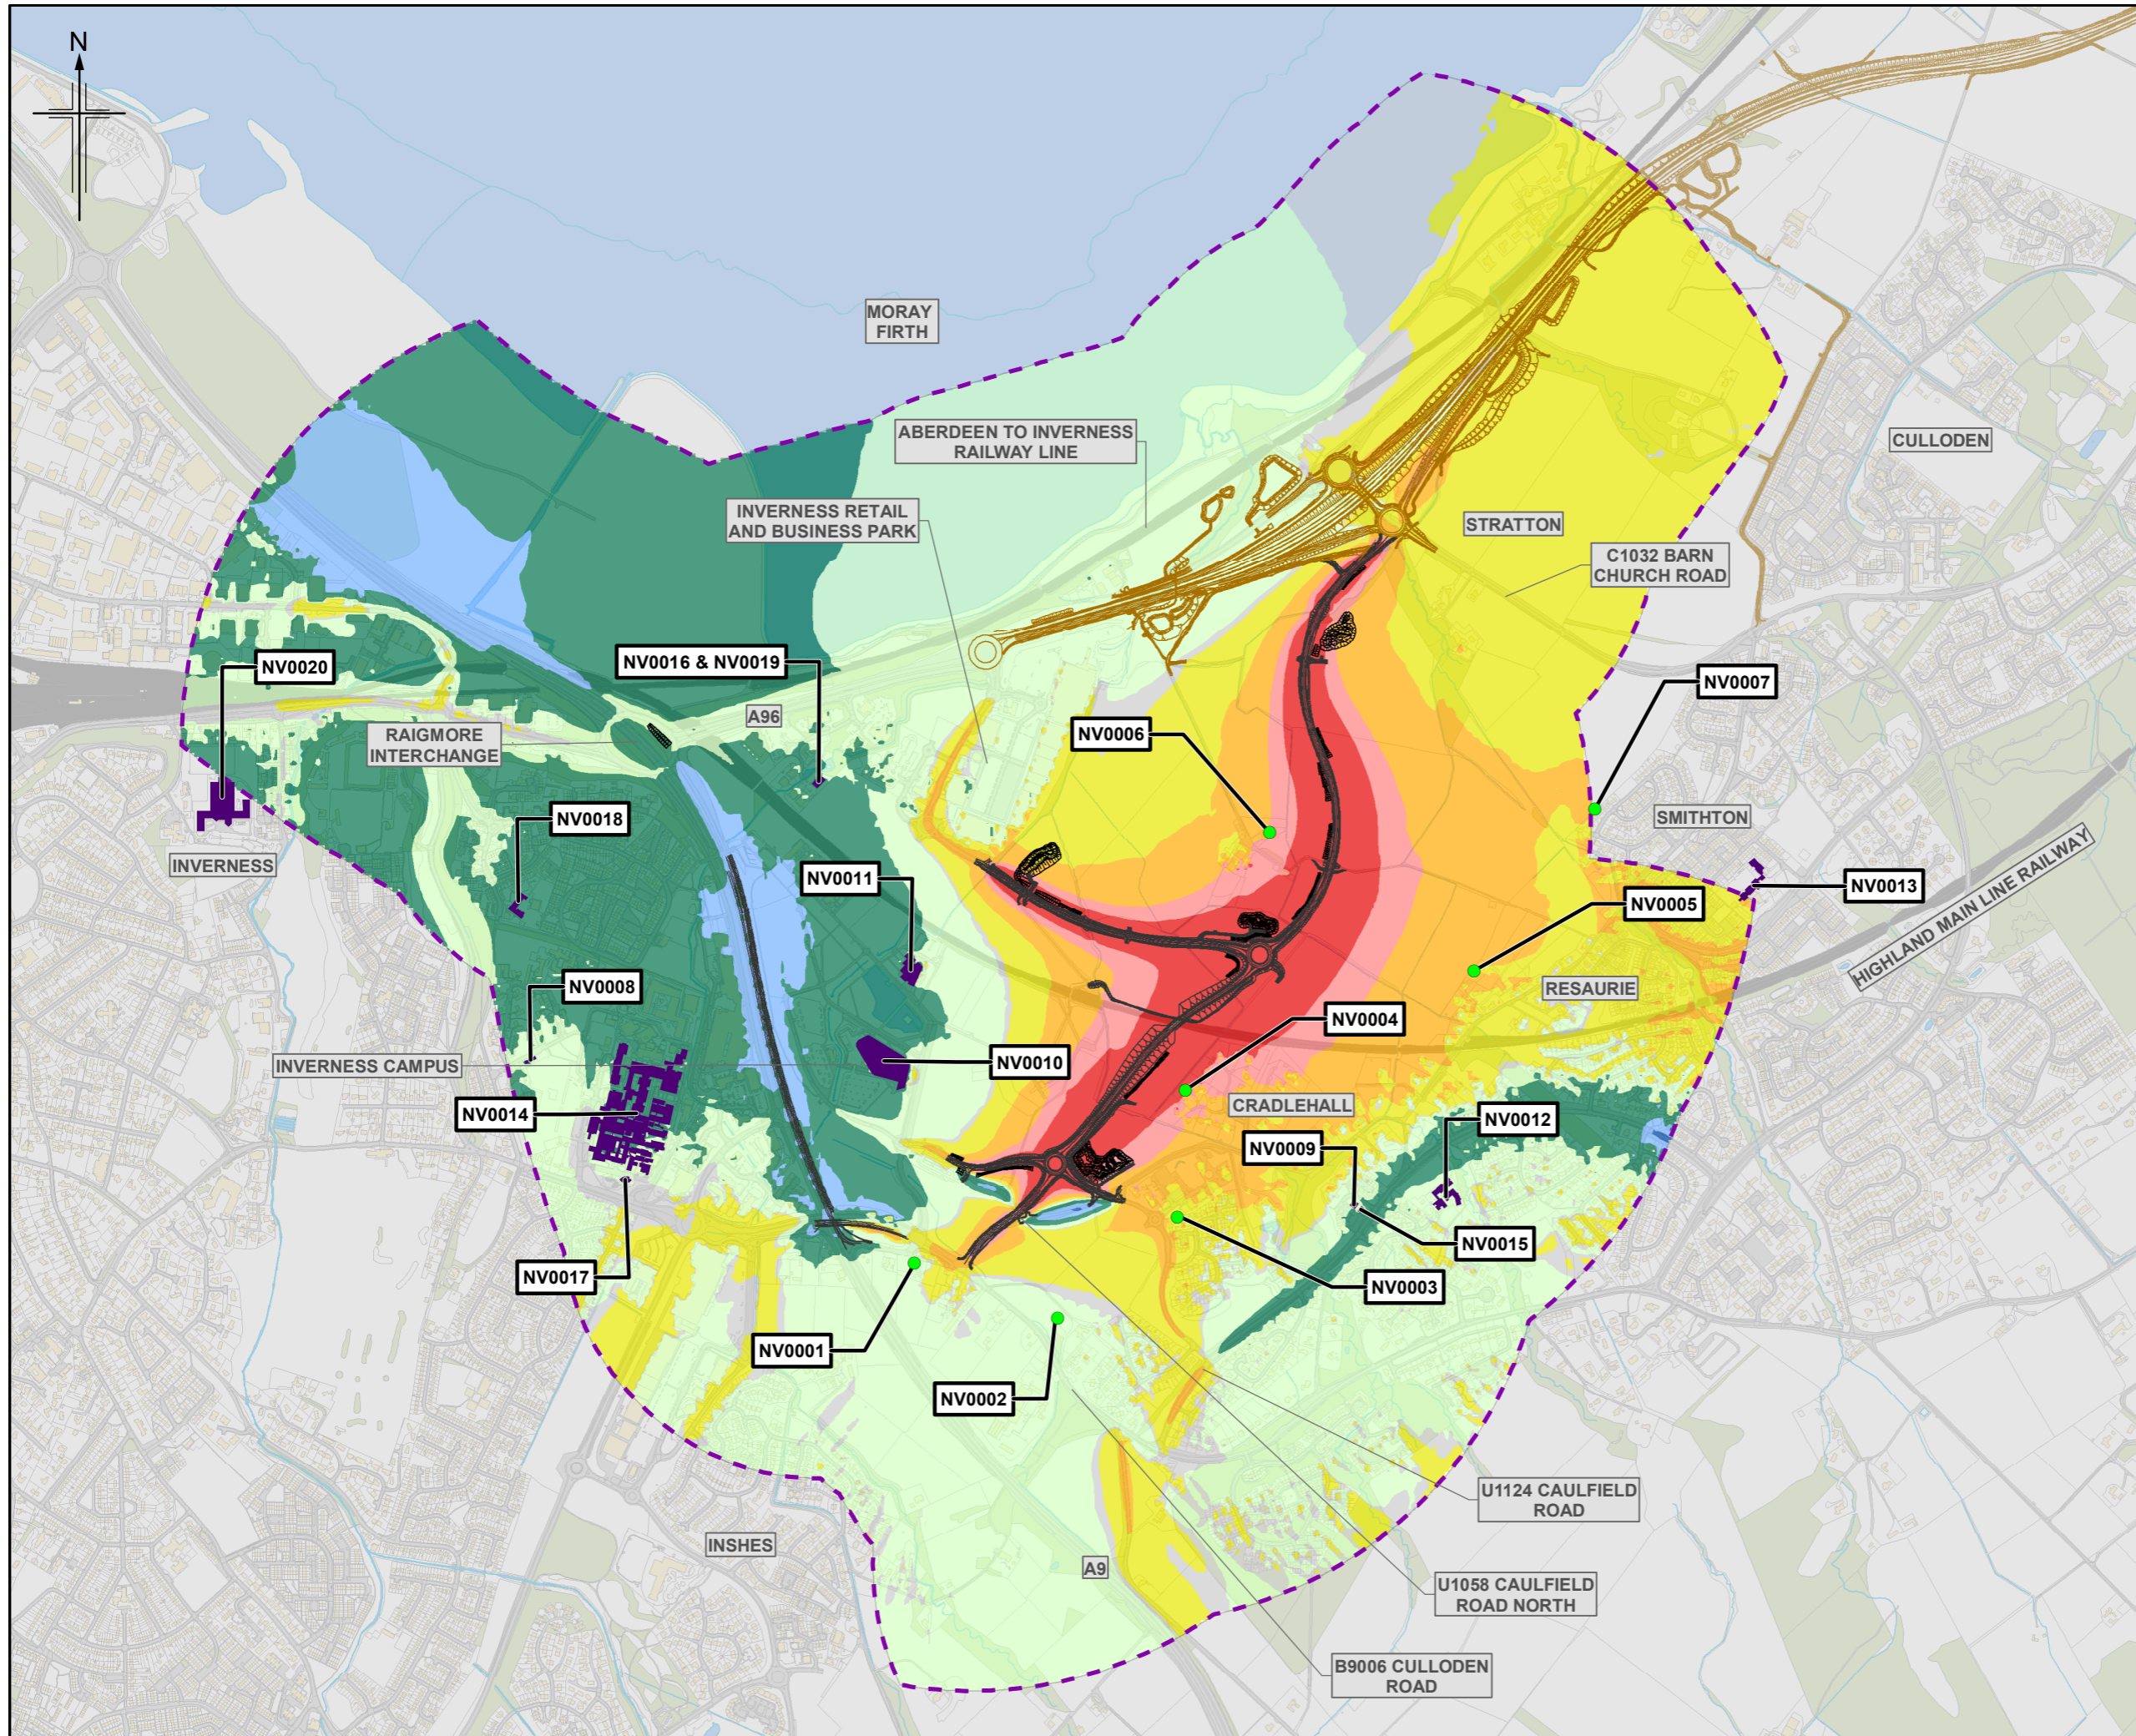 N
MORAY
FIRTH
ABERDEEN TO INVERNESS
RAILWAY LINE
CULLODEN
INVERNESS RETAIL
AND BUSINESS PARK
STRATTON
C1032 BARN
CHURCH ROAD
NV0020
NV0016 & NV0019
NV0007
A96
RAIGMORE
INTERCHANGE
NV0006
NV0018
SMITHTON
INVERNESS
NV0011
NV0013
NV0005
HIGHLAND MAIN LINE RAILWAY
NV0008
RESAURIE
NV0004
INVERNESS CAMPUS
NV0010
NV0014
CRADLEHALL
NV0012
NV0009
NV0015
NV0017
NV0003
NV0001
NV0002
U1124 CAULFIELD
ROAD
INSHES
A9
U1058 CAULFIELD
ROAD NORTH
B9006 CULLODEN
ROAD